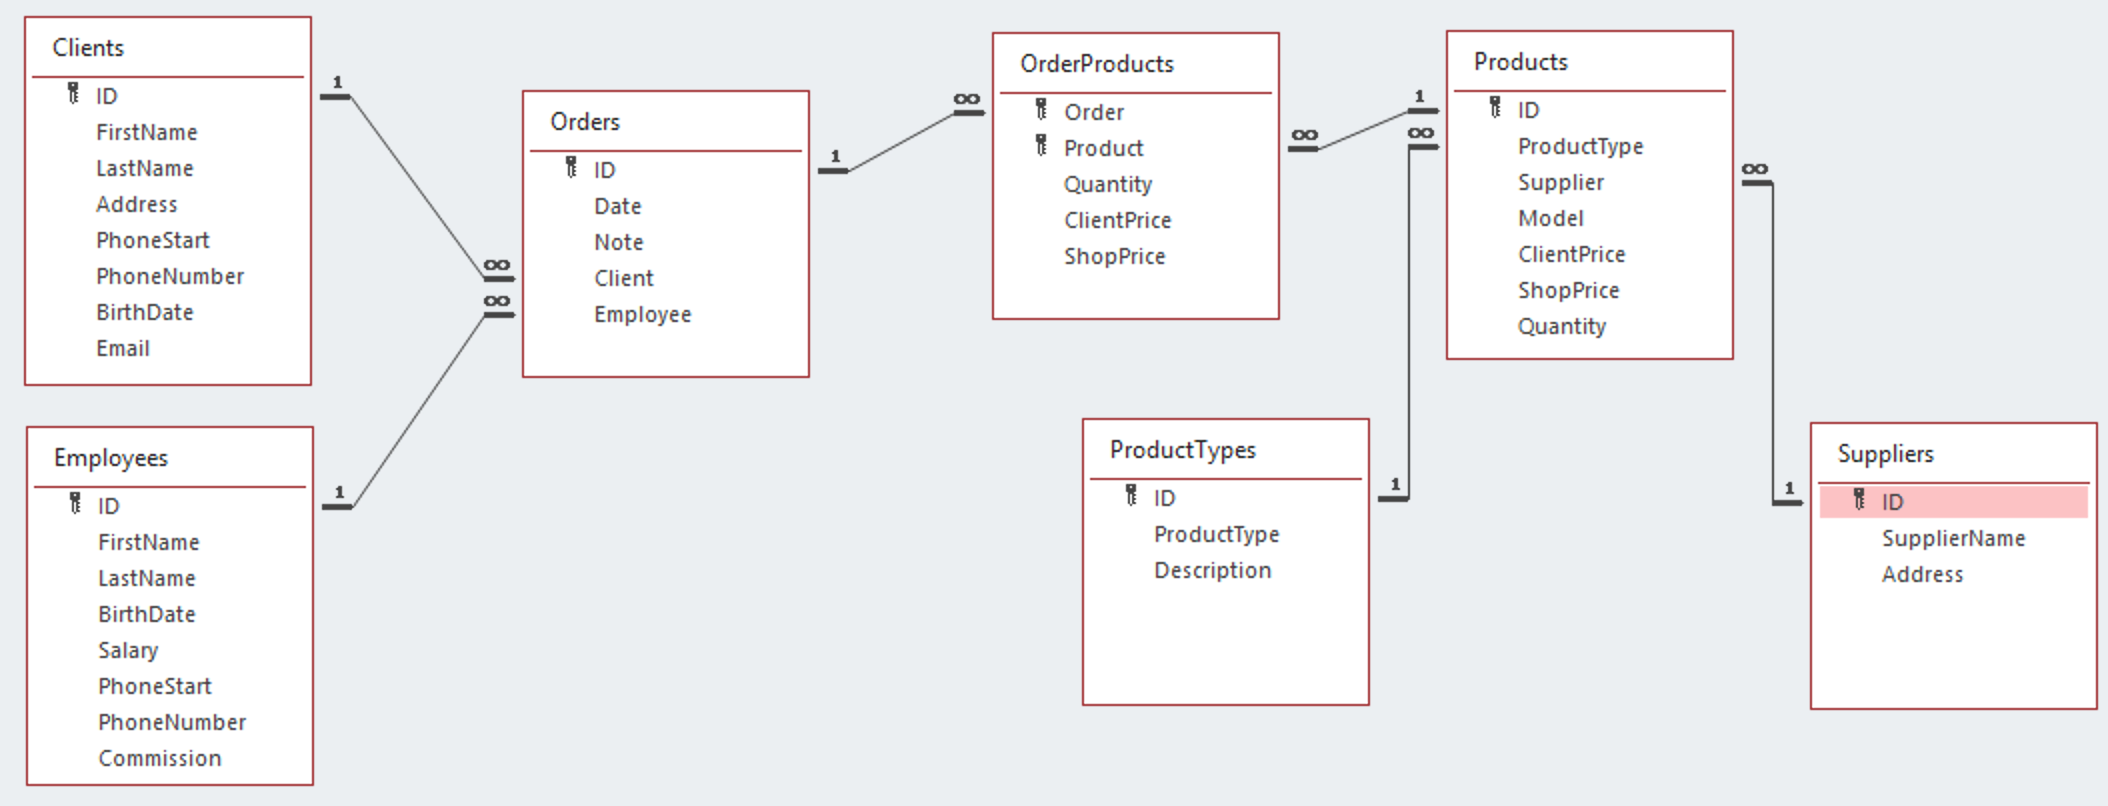 Clients
ID
FirstName
LastName
Address
PhoneStart
PhoneNumber
BirthDate
Email
1
∞
Employees
ID
FirstName
LastName
BirthDate
Salary
PhoneStart
PhoneNumber
Commission
1
∞
Orders
ID
Date
Note
Client
Employee
1
∞
OrderProducts
Order
Product
Quantity
ClientPrice
ShopPrice
∞
1
Products
ID
ProductType
Supplier
Model
ClientPrice
ShopPrice
Quantity
∞
∞
ProductTypes
ID
ProductType
Description
1
Suppliers
ID
SupplierName
Address
1